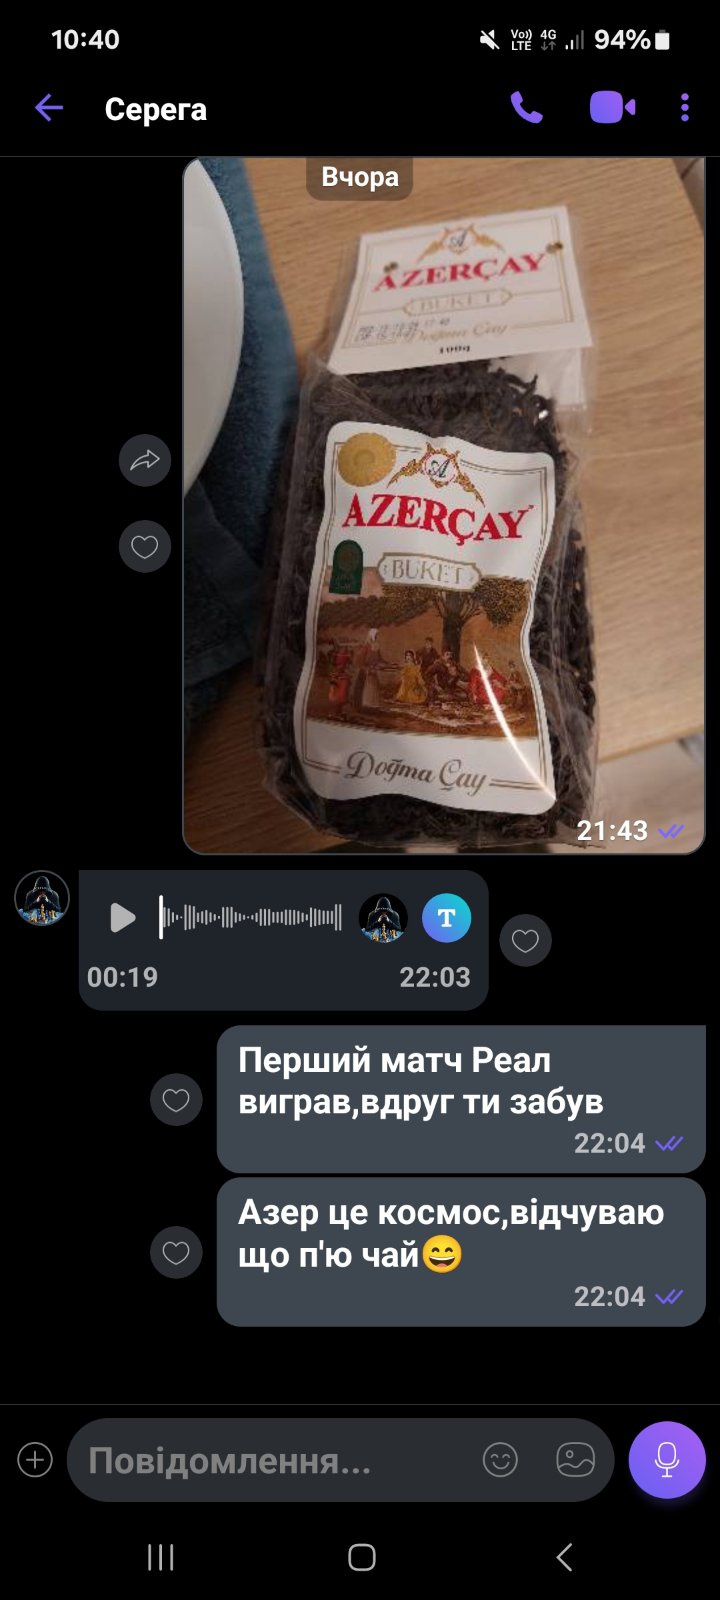 10:40
Vo))
LTE
4G
94%
Серега
Вчора
AZERÇAY
BUKET
Doğma Çay
100g
AZERÇAY
BUKET
Doğma Çay
21:43
T
00:19
22:03
Перший матч Реал
виграв,вдруг ти забув
22:04
Азер це космос,відчуваю
що п'ю чай😄
22:04
Повідомлення...